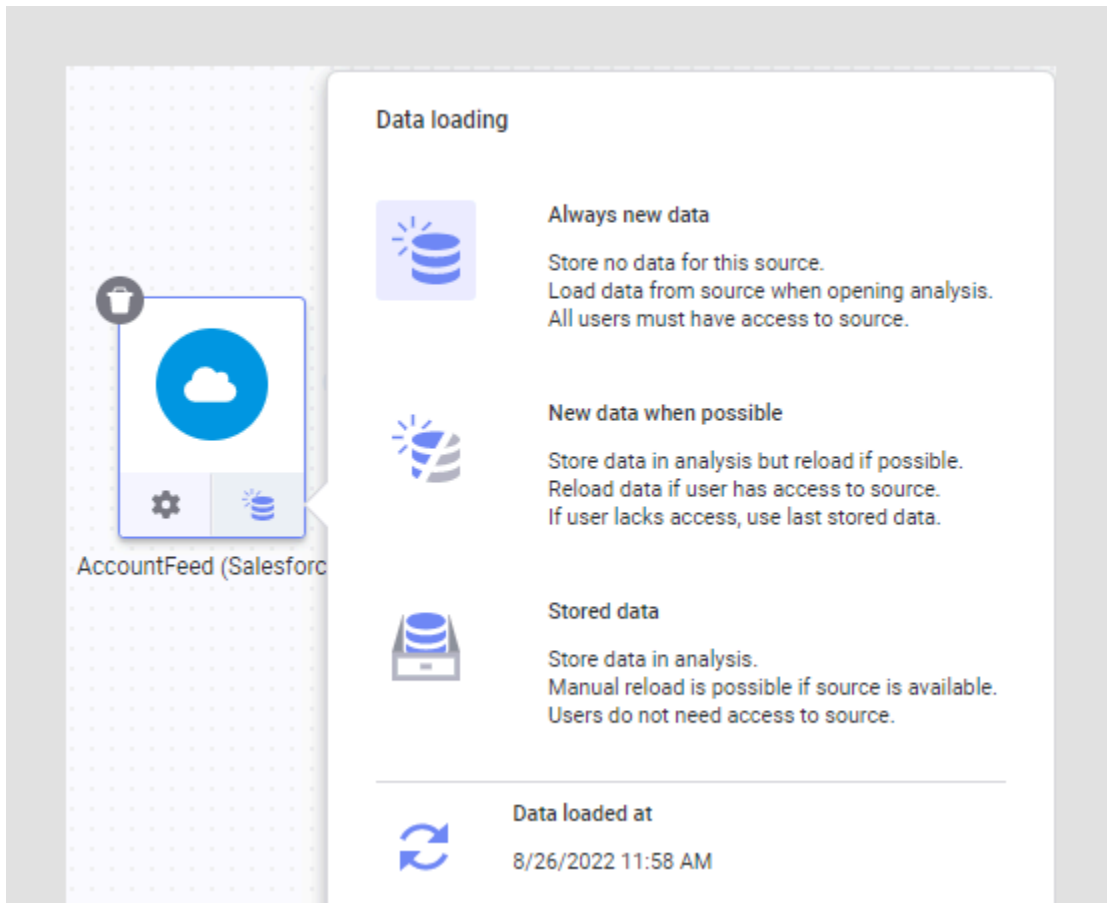 Data loading
Always new data
Store no data for this source.
Load data from source when opening analysis.
All users must have access to source.
New data when possible
Store data in analysis but reload if possible.
Reload data if user has access to source.
If user lacks access, use last stored data.
AccountFeed (Salesforc
Stored data
Store data in analysis.
Manual reload is possible if source is available.
Users do not need access to source.
Data loaded at
8/26/2022 11:58 AM